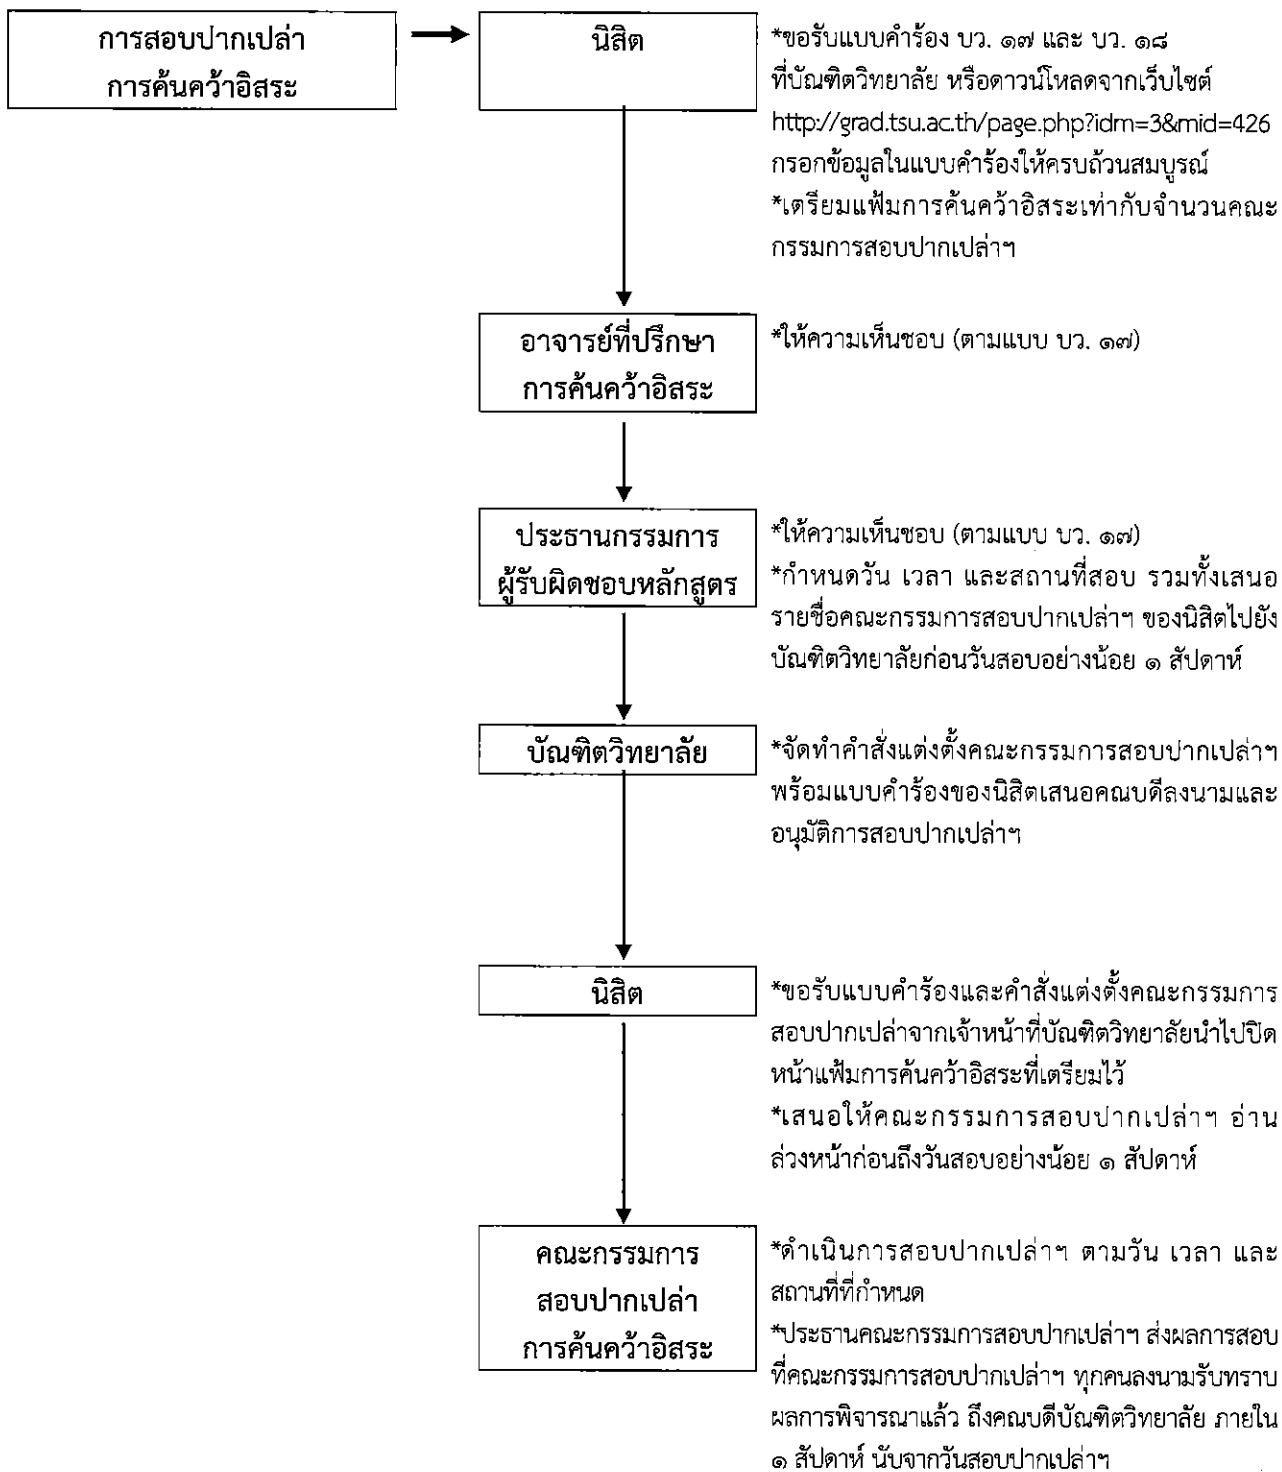 การสอบปากเปล่า
การค้นคว้าอิสระ
นิสิต
*ขอรับแบบคำร้อง บว. ๑๗ และ บว. ๑๘
ที่บัณฑิตวิทยาลัย หรือดาวน์โหลดจากเว็บไซต์
http://grad.tsu.ac.th/page.php?idm=3&mid=426
กรอกข้อมูลในแบบคำร้องให้ครบถ้วนสมบูรณ์
*เตรียมแฟ้มการค้นคว้าอิสระเท่ากับจำนวนคณะ
กรรมการสอบปากเปล่าฯ
อาจารย์ที่ปรึกษา
การค้นคว้าอิสระ
*ให้ความเห็นชอบ (ตามแบบ บว. ๑๗)
ประธานกรรมการ
ผู้รับผิดชอบหลักสูตร
*ให้ความเห็นชอบ (ตามแบบ บว. ๑๗)
*กำหนดวัน เวลา และสถานที่สอบ รวมทั้งเสนอ
รายชื่อคณะกรรมการสอบปากเปล่าฯ ของนิสิตไปยัง
บัณฑิตวิทยาลัยก่อนวันสอบอย่างน้อย ๑ สัปดาห์
บัณฑิตวิทยาลัย
*จัดทำคำสั่งแต่งตั้งคณะกรรมการสอบปากเปล่าฯ
พร้อมแบบคำร้องของนิสิตเสนอคณบดีลงนามและ
อนุมัติการสอบปากเปล่าฯ
นิสิต
*ขอรับแบบคำร้องและคำสั่งแต่งตั้งคณะกรรมการ
สอบปากเปล่าจากเจ้าหน้าที่บัณฑิตวิทยาลัยนำไปปิด
หน้าแฟ้มการค้นคว้าอิสระที่เตรียมไว้
*เสนอให้คณะกรรมการสอบปากเปล่าฯ อ่าน
ล่วงหน้าก่อนถึงวันสอบอย่างน้อย ๑ สัปดาห์
คณะกรรมการ
สอบปากเปล่า
การค้นคว้าอิสระ
*ดำเนินการสอบปากเปล่าฯ ตามวัน เวลา และ
สถานที่ที่กำหนด
*ประธานคณะกรรมการสอบปากเปล่าฯ ส่งผลการสอบ
ที่คณะกรรมการสอบปากเปล่าฯ ทุกคนลงนามรับทราบ
ผลการพิจารณาแล้ว ถึงคณบดีบัณฑิตวิทยาลัย ภายใน
๑ สัปดาห์ นับจากวันสอบปากเปล่าฯ